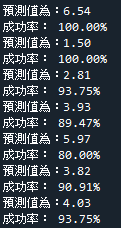 預測值為：6.54
成功率： 100.00%
預測值為：1.50
成功率： 100.00%
預測值為：2.81
成功率： 93.75%
預測值為：3.93
成功率： 89.47%
預測值為：5.97
成功率： 80.00%
預測值為：3.82
成功率： 90.91%
預測值為：4.03
成功率： 93.75%